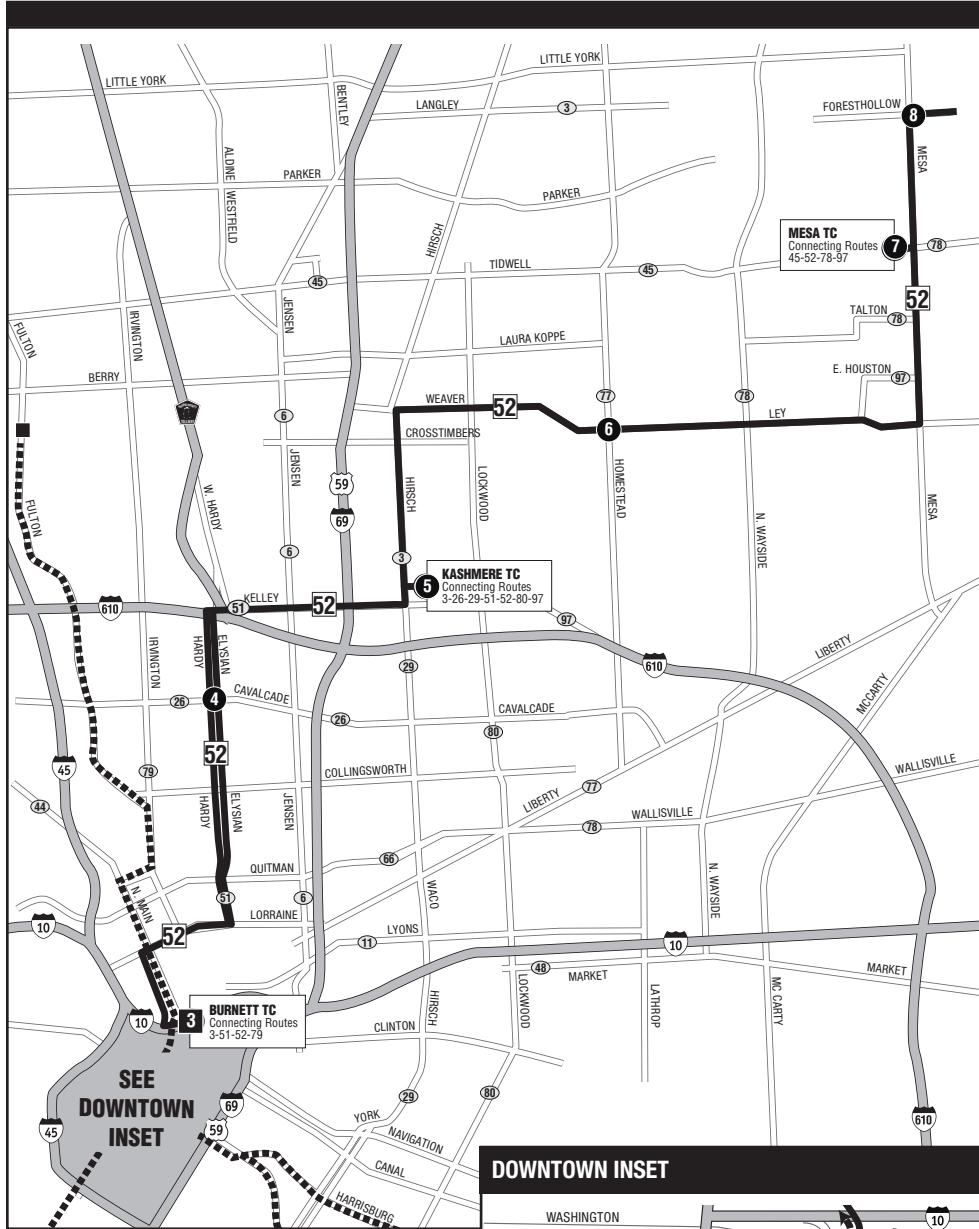 LITTLE YORK
LITTLE YORK
BENTLEY
LANGLEY
3
FORESTHOLLOW
8
MESA
ALDINE WESTFIELD
PARKER
PARKER
HIRSCH
MESA TC
Connecting Routes
45-52-78-97
7
78
TIDWELL
45
45
52
JENSEN
IRVINGTON
FULTON
TALTON
78
LAURA KOPPE
E. HOUSTON
97
BERRY
WEAVER
52
77
78
LEY
6
CROSSTIMBERS
6
JENSEN
59
69
W. HARDY
HIRSCH
LOCKWOOD
HOMESTEAD
MESA
FULTON
N. WAYSIDE
6
3
5
KASHMERE TC
Connecting Routes
3-26-29-51-52-80-97
610
51
KELLEY
52
97
IRVINGTON
HARDY
ELYSIAN
29
610
LIBERTY
MCCARTY
26
4
CAVALCADE
26
CAVALCADE
80
52
45
79
COLLINGSWORTH
44
HARDY
ELYSIAN
JENSEN
LIBERTY
77
WALLISVILLE
78
WALLISVILLE
66
QUITMAN
N. MAIN
51
6
WACO
N. WAYSIDE
LORRAINE
10
52
11
LYONS
10
48
MARKET
MARKET
LOCKWOOD
LATHROP
MC CARTY
HIRSCH
10
3
BURNETT TC
Connecting Routes
3-51-52-79
CLINTON
SEE
DOWNTOWN
INSET
69
59
45
29
80
610
YORK
NAVIGATION
CANAL
HARRISBURG
DOWNTOWN INSET
WASHINGTON
10